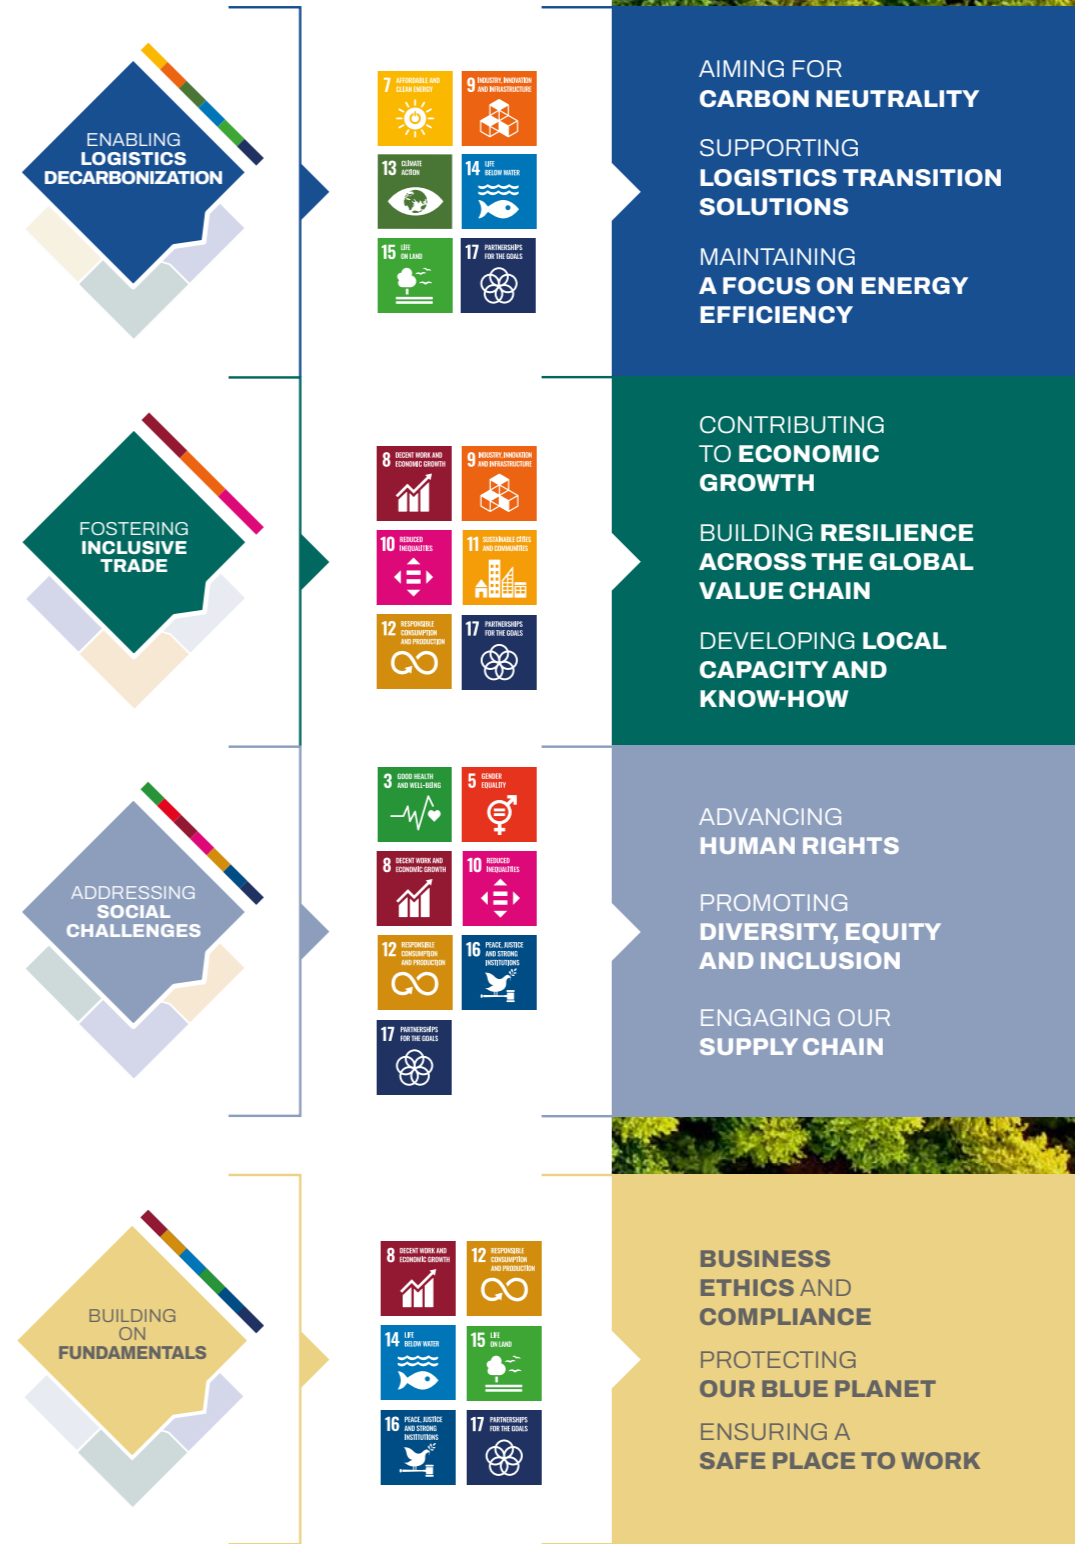 ENABLING
LOGISTICS
DECARBONIZATION
7 AFFORDABLE AND
CLEAN ENERGY
9 INDUSTRY, INNOVATION
AND INFRASTRUCTURE
13 CLIMATE
ACTION
14 LIFE
BELOW WATER
15 LIFE
ON LAND
17 PARTNERSHIPS
FOR THE GOALS
AIMING FOR
CARBON NEUTRALITY
SUPPORTING
LOGISTICS TRANSITION
SOLUTIONS
MAINTAINING
A FOCUS ON ENERGY
EFFICIENCY
FOSTERING
INCLUSIVE
TRADE
8 DECENT WORK AND
ECONOMIC GROWTH
9 INDUSTRY, INNOVATION
AND INFRASTRUCTURE
10 REDUCED
INEQUALITIES
11 SUSTAINABLE CITIES
AND COMMUNITIES
12 RESPONSIBLE
CONSUMPTION
AND PRODUCTION
17 PARTNERSHIPS
FOR THE GOALS
CONTRIBUTING
TO ECONOMIC
GROWTH
BUILDING RESILIENCE
ACROSS THE GLOBAL
VALUE CHAIN
DEVELOPING LOCAL
CAPACITY AND
KNOW-HOW
ADDRESSING
SOCIAL
CHALLENGES
3 GOOD HEALTH
AND WELL-BEING
5 GENDER
EQUALITY
8 DECENT WORK AND
ECONOMIC GROWTH
10 REDUCED
INEQUALITIES
12 RESPONSIBLE
CONSUMPTION
AND PRODUCTION
16 PEACE, JUSTICE
AND STRONG
INSTITUTIONS
17 PARTNERSHIPS
FOR THE GOALS
ADVANCING
HUMAN RIGHTS
PROMOTING
DIVERSITY, EQUITY
AND INCLUSION
ENGAGING OUR
SUPPLY CHAIN
BUILDING
ON
FUNDAMENTALS
8 DECENT WORK AND
ECONOMIC GROWTH
12 RESPONSIBLE
CONSUMPTION
AND PRODUCTION
14 LIFE
BELOW WATER
15 LIFE
ON LAND
16 PEACE, JUSTICE
AND STRONG
INSTITUTIONS
17 PARTNERSHIPS
FOR THE GOALS
BUSINESS
ETHICS AND
COMPLIANCE
PROTECTING
OUR BLUE PLANET
ENSURING A
SAFE PLACE TO WORK